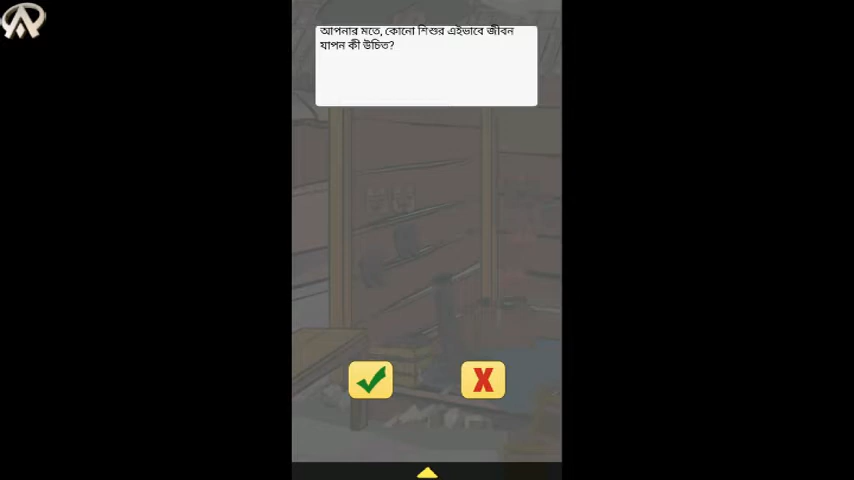 আপনার মতে, কোনো শিশুর এইভাবে জীবন
যাপন কী উচিত?